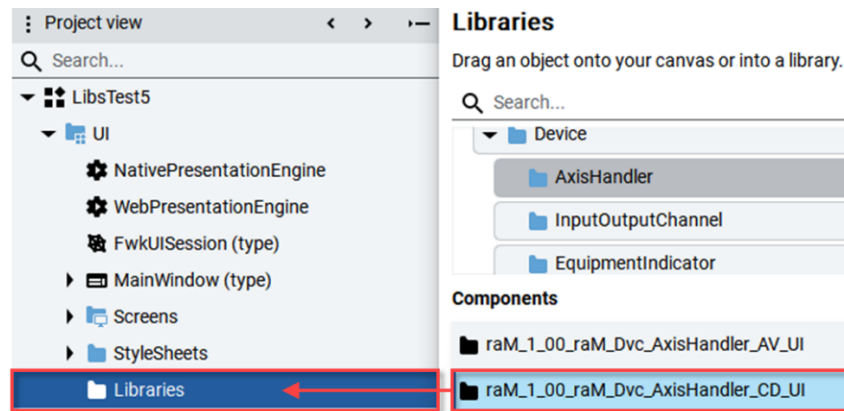 Project view
Search...
LibsTest5
UI
NativePresentationEngine
WebPresentationEngine
FwkUISession (type)
MainWindow (type)
Screens
StyleSheets
Libraries
Libraries
Drag an object onto your canvas or into a library.
Search...
Device
AxisHandler
InputOutputChannel
EquipmentIndicator
Components
raM_1_00_raM_Dvc_AxisHandler_AV_UI
raM_1_00_raM_Dvc_AxisHandler_CD_UI